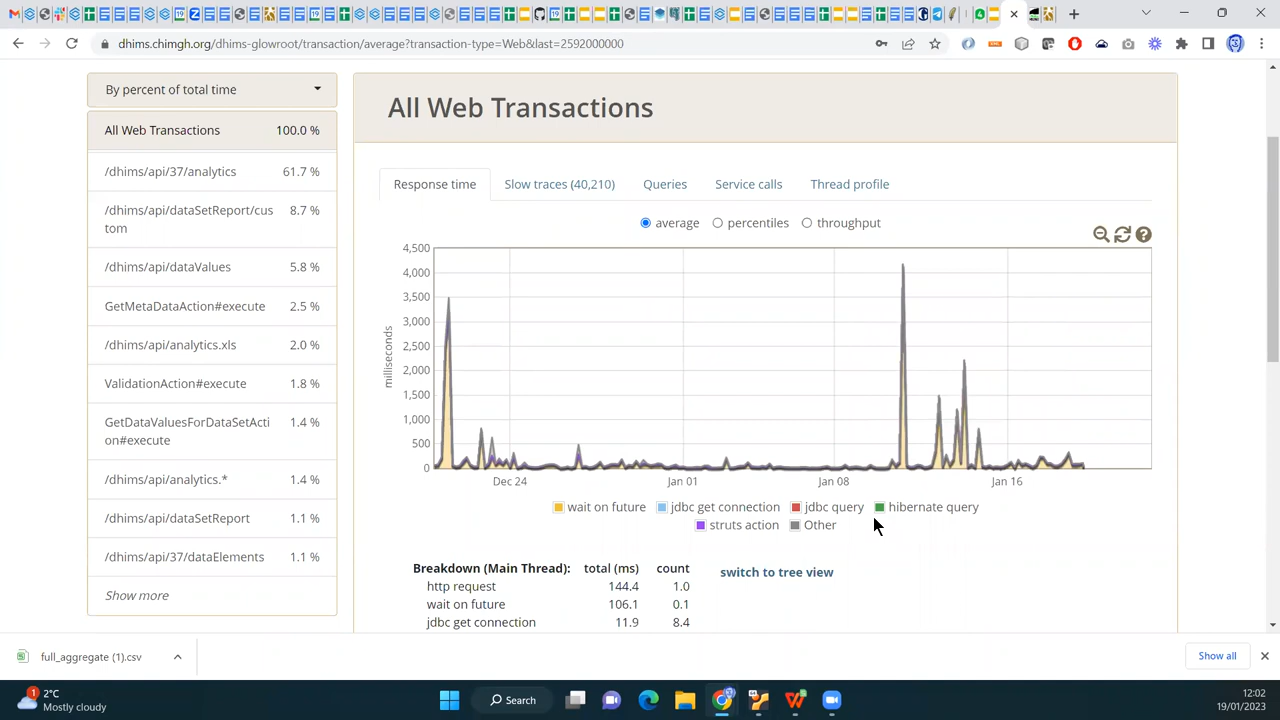 dhims.chimgh.org/dhims-glowroot/transaction/average?transaction-type=Web&last=2592000000
By percent of total time
All Web Transactions 100.0 %
/dhims/api/37/analytics 61.7 %
/dhims/api/dataSetReport/cus
tom 8.7 %
/dhims/api/dataValues 5.8 %
GetMetaDataAction#execute 2.5 %
/dhims/api/analytics.xls 2.0 %
ValidationAction#execute 1.8 %
GetDataValuesForDataSetActi
on#execute 1.4 %
/dhims/api/analytics.* 1.4 %
/dhims/api/dataSetReport 1.1 %
/dhims/api/37/dataElements 1.1 %
Show more
All Web Transactions
Response time Slow traces (40,210) Queries Service calls Thread profile
average percentiles throughput
milliseconds
4,500
4,000
3,500
3,000
2,500
2,000
1,500
1,000
500
0
Dec 24 Jan 01 Jan 08 Jan 16
wait on future jdbc get connection jdbc query hibernate query
struts action Other
Breakdown (Main Thread): total (ms) count
http request 144.4 1.0
wait on future 106.1 0.1
jdbc get connection 11.9 8.4
switch to tree view
full_aggregate (1).csv
Show all
1
2°C
Mostly cloudy
Search
12:02
19/01/2023